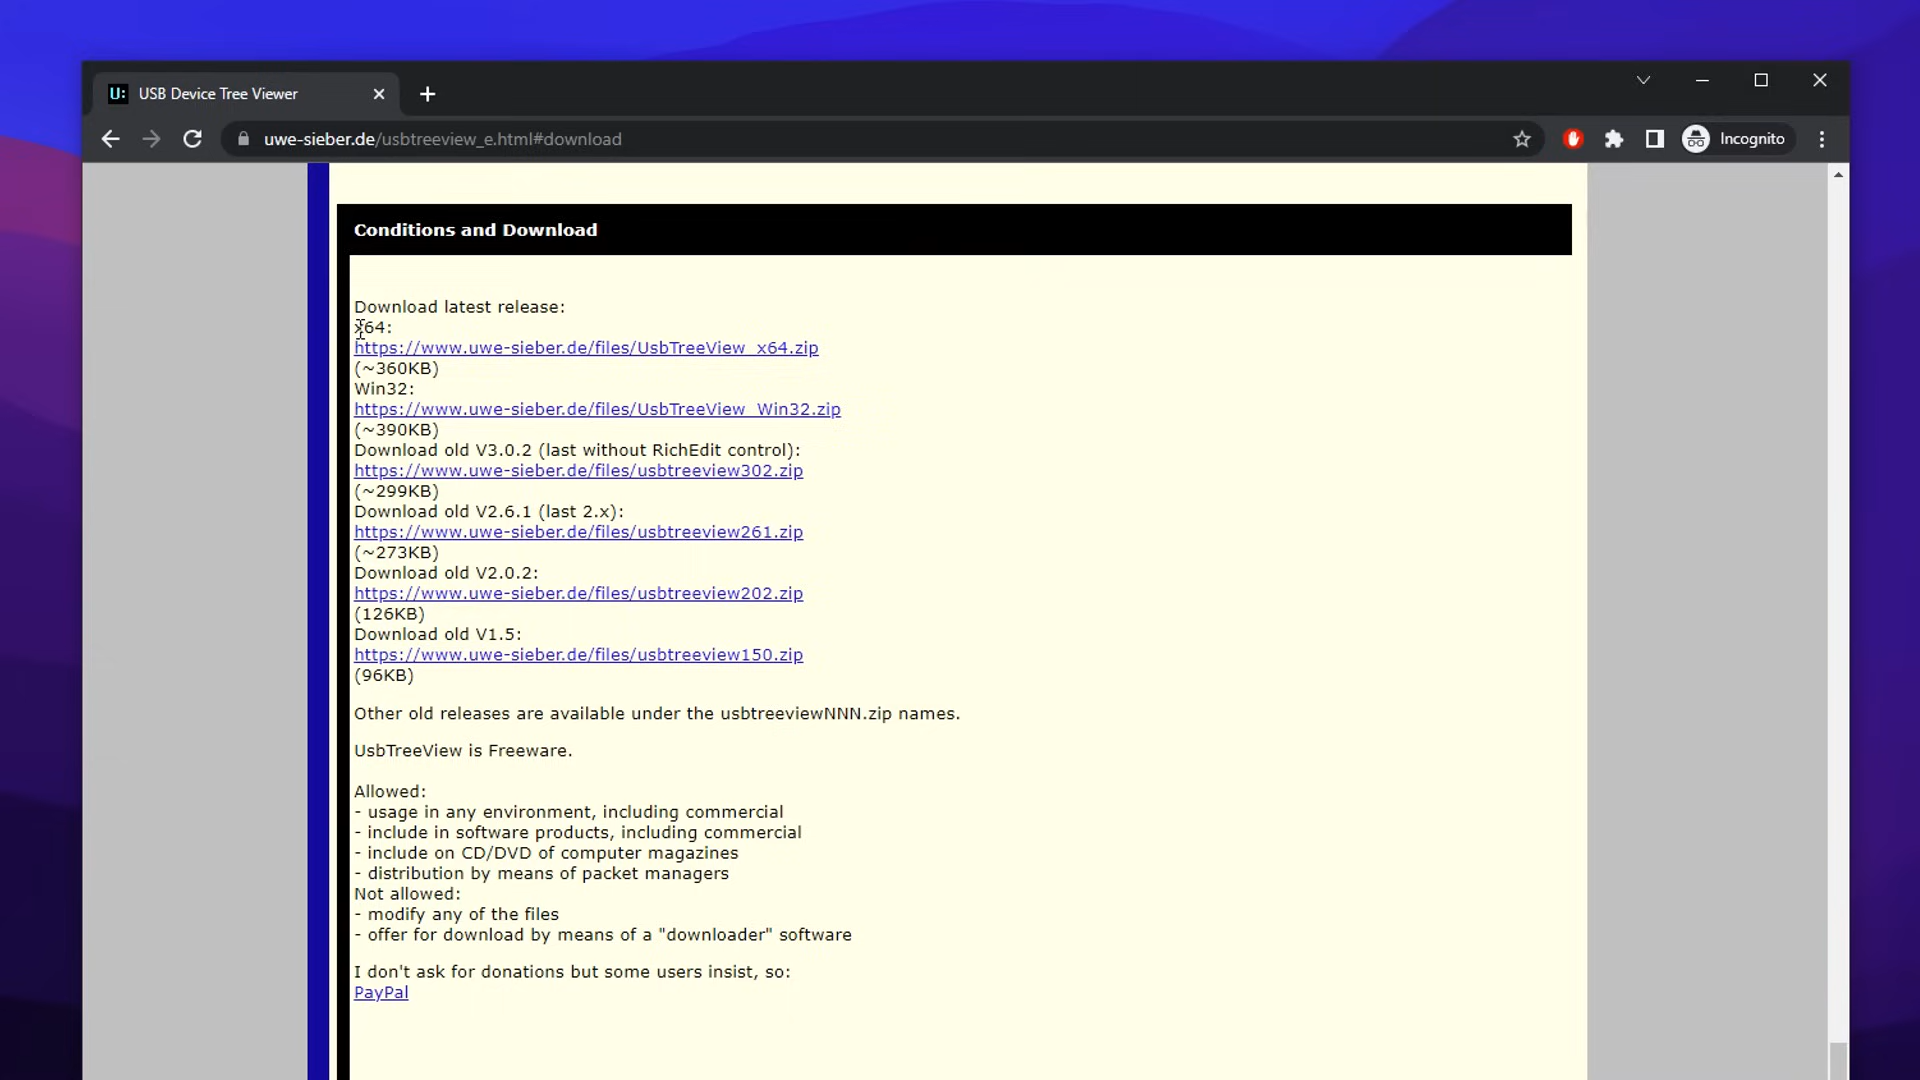 USB Device Tree Viewer
uwe-sieber.de/usbtreeview_e.html#download
Incognito
Conditions and Download
Download latest release:
x64:
https://www.uwe-sieber.de/files/UsbTreeView_x64.zip
(~360KB)
Win32:
https://www.uwe-sieber.de/files/UsbTreeView_Win32.zip
(~390KB)
Download old V3.0.2 (last without RichEdit control):
https://www.uwe-sieber.de/files/usbtreeview302.zip
(~299KB)
Download old V2.6.1 (last 2.x):
https://www.uwe-sieber.de/files/usbtreeview261.zip
(~273KB)
Download old V2.0.2:
https://www.uwe-sieber.de/files/usbtreeview202.zip
(126KB)
Download old V1.5:
https://www.uwe-sieber.de/files/usbtreeview150.zip
(96KB)
Other old releases are available under the usbtreeviewNNN.zip names.
UsbTreeView is Freeware.
Allowed:
- usage in any environment, including commercial
- include in software products, including commercial
- include on CD/DVD of computer magazines
- distribution by means of packet managers
Not allowed:
- modify any of the files
- offer for download by means of a "downloader" software
I don't ask for donations but some users insist, so:
PayPal